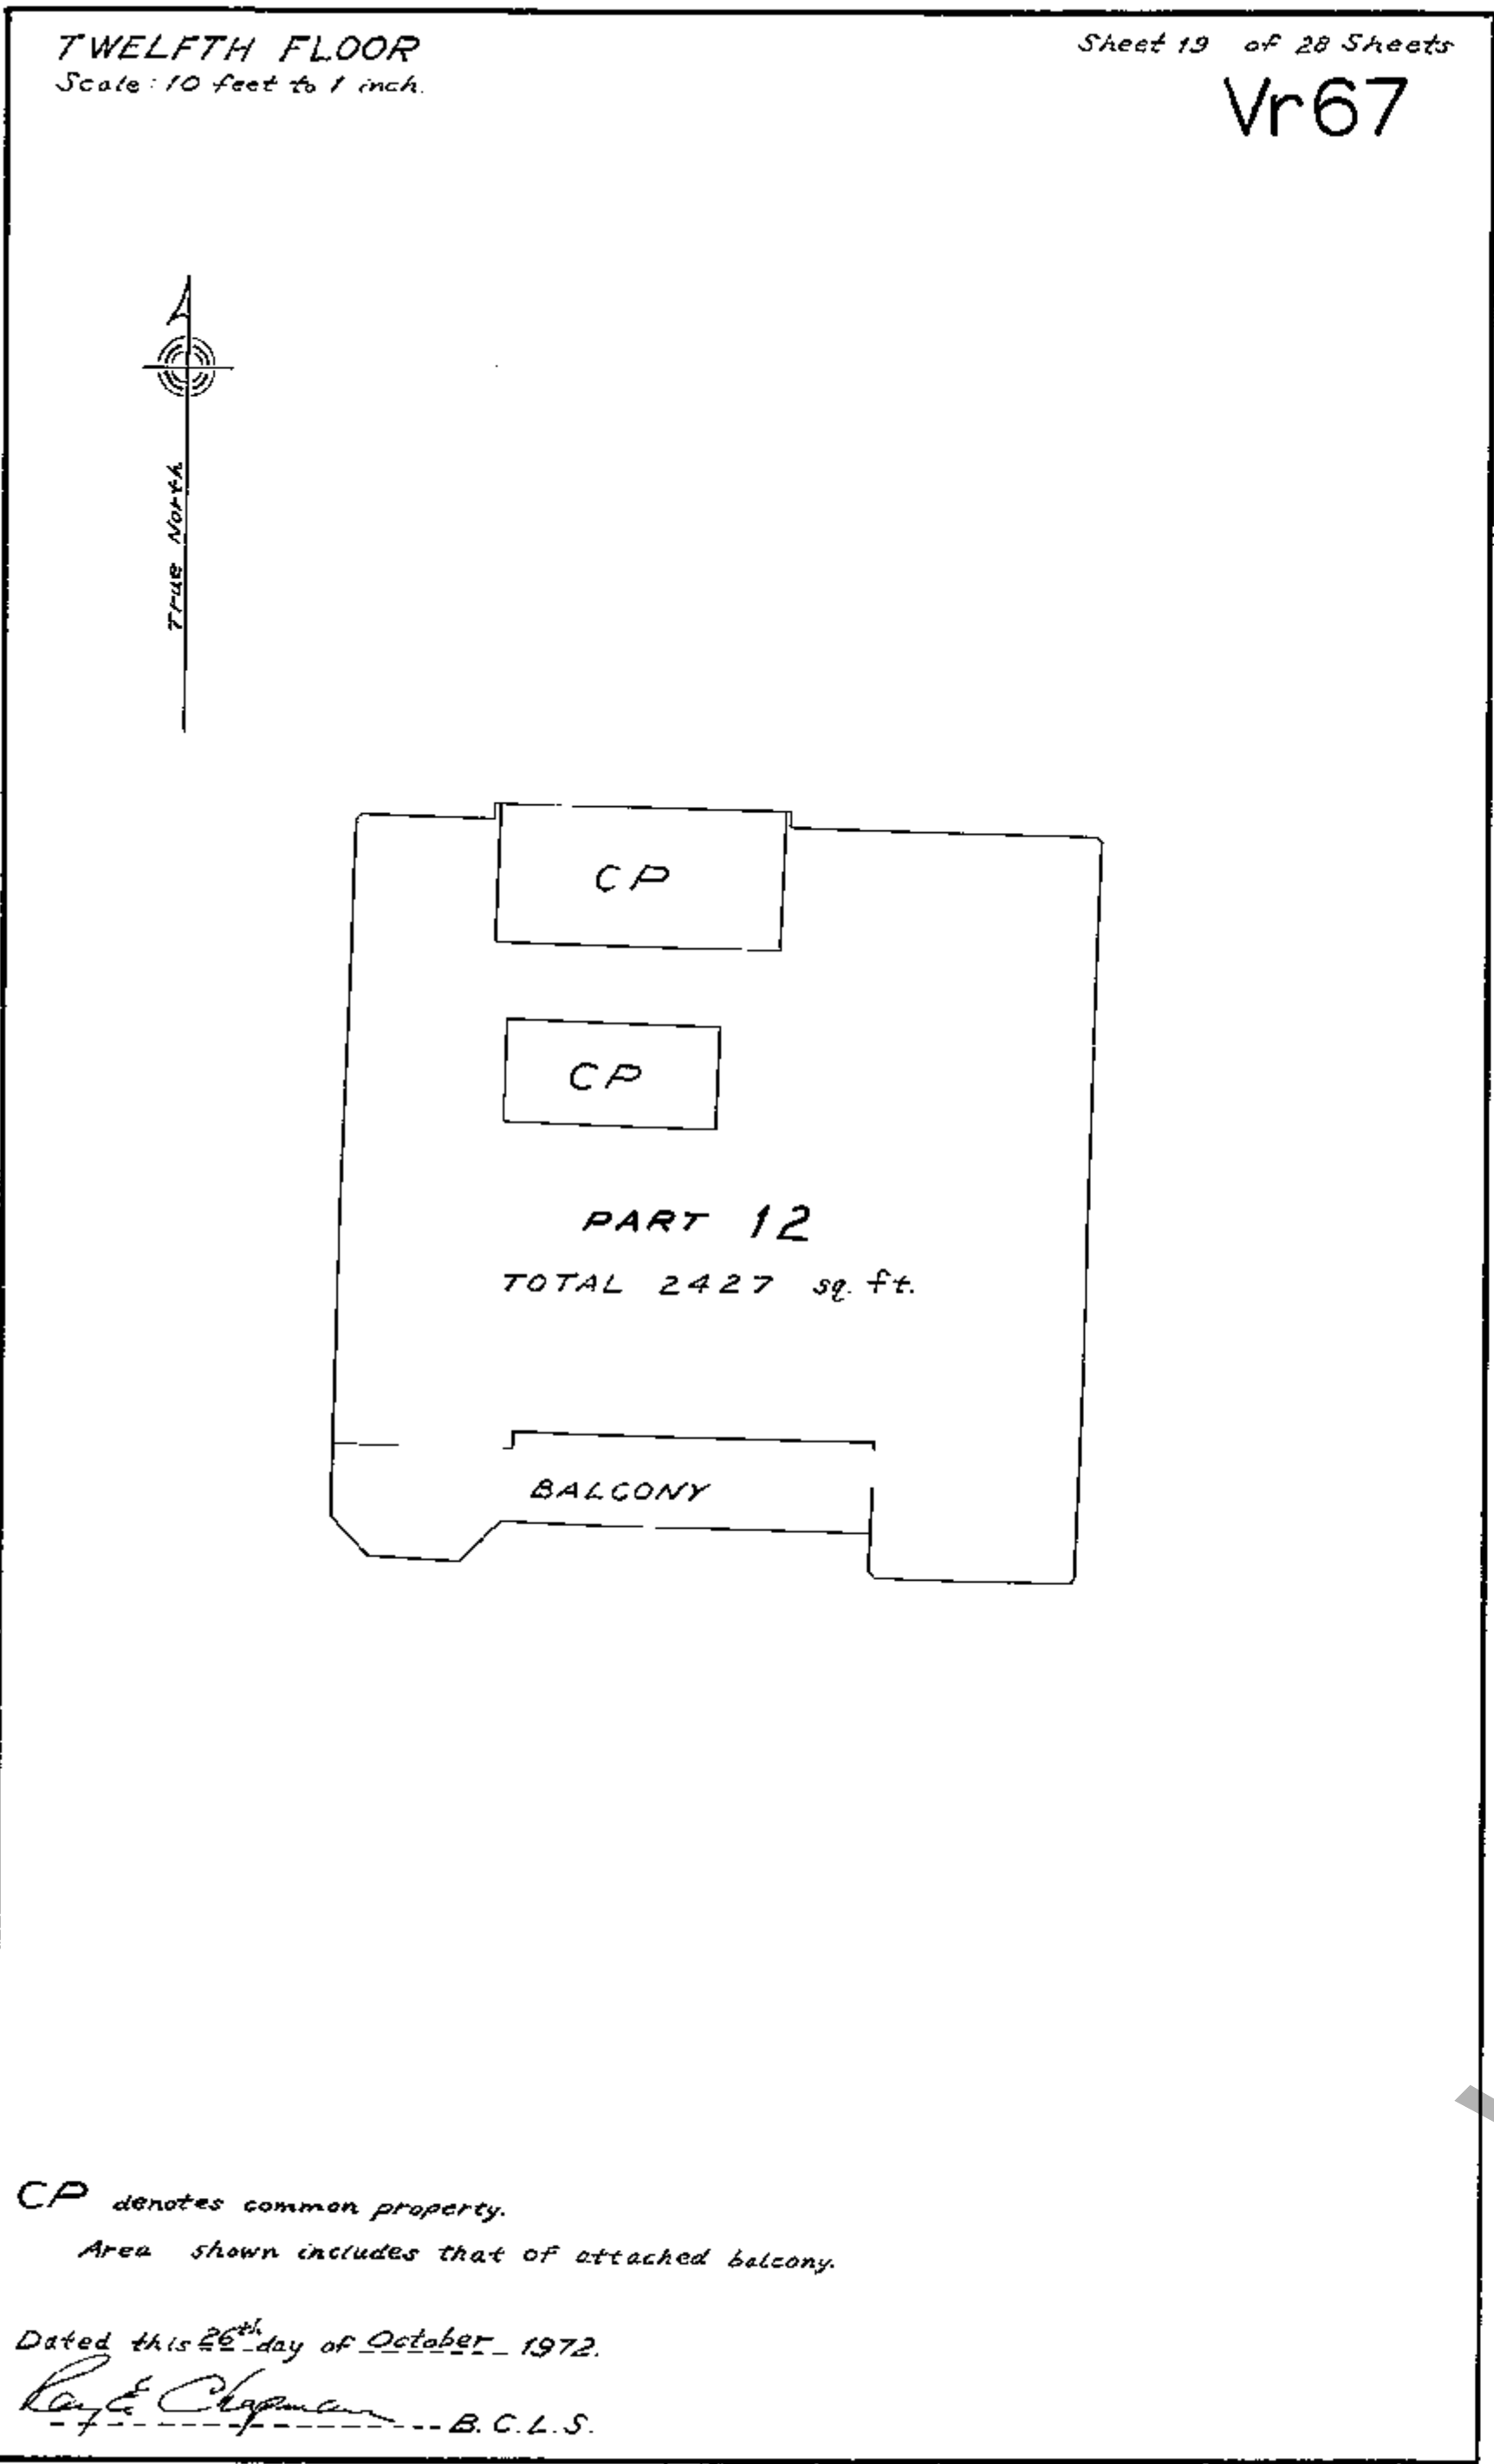 TWELFTH FLOOR
Scale : 10 feet to 1 inch.
Sheet 19 of 28 Sheets
Vr67
True North
CP
CP
PART 12
TOTAL 2427 sq. ft.
BALCONY
CP denotes common property.
Area shown includes that of attached balcony.
Dated this 26th day of October 1972.
Roy E Chapman B.C.L.S.